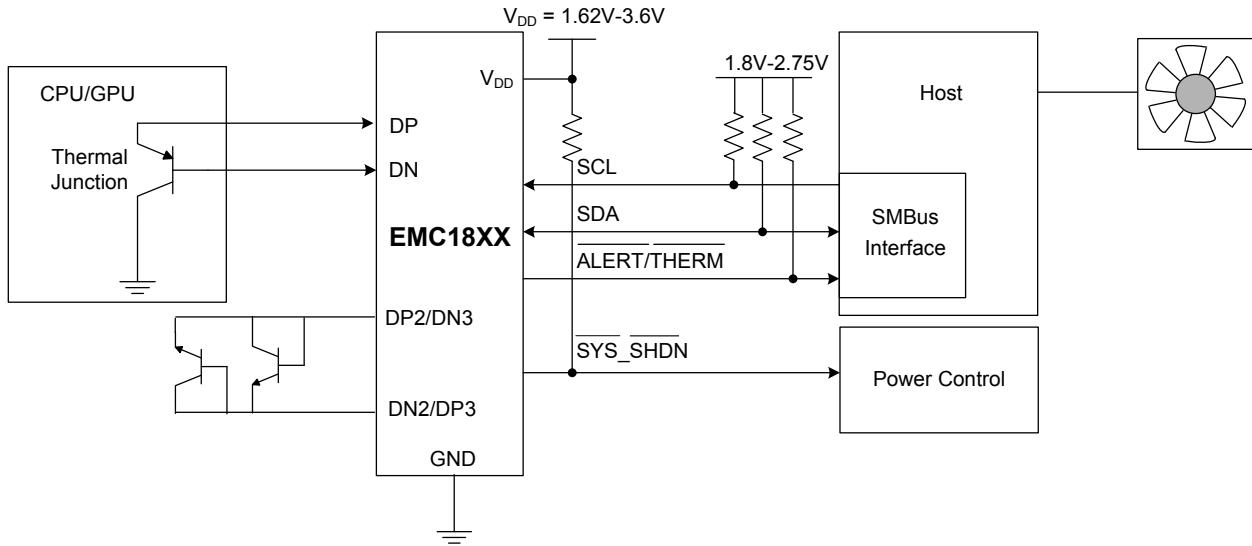 V_DD = 1.62V-3.6V
CPU/GPU
Thermal
Junction
V_DD
DP
DN
EMC18XX
DP2/DN3
DN2/DP3
GND
1.8V-2.75V
SCL
SDA
ALERT/THERM
SYS_SHDN
Host
SMBus
Interface
Power Control